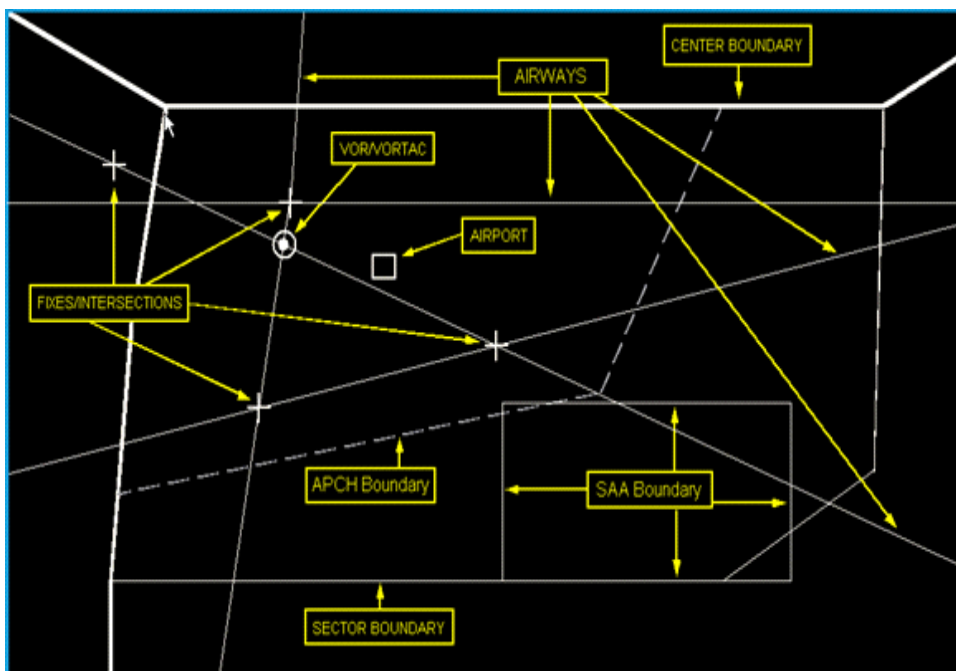 CENTER BOUNDARY
AIRWAYS
VOR/VORTAC
AIRPORT
FIXES/INTERSECTIONS
APCH Boundary
SAA Boundary
SECTOR BOUNDARY